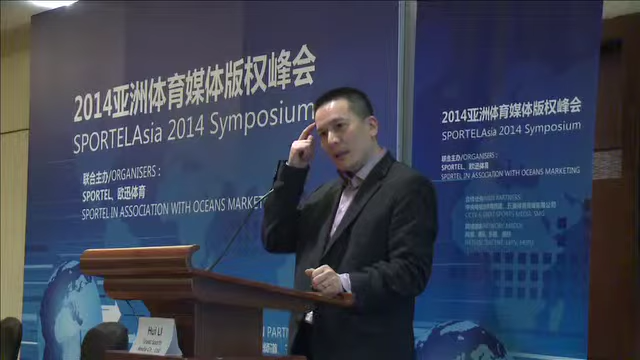 2014亚洲体育媒体版权峰会
SPORTELAsia 2014 Symposium
联合主办/ORGANISERS：
SPORTEL、欧迅体育
SPORTEL IN ASSOCIATION WITH OCEANS MARKETING
2014亚洲体育媒体版权峰会
SPORTELAsia 2014 Symposium
联合主办/ORGANISERS：
SPORTEL、欧迅体育
SPORTEL IN ASSOCIATION WITH OCEANS MARKETING
Hui LI